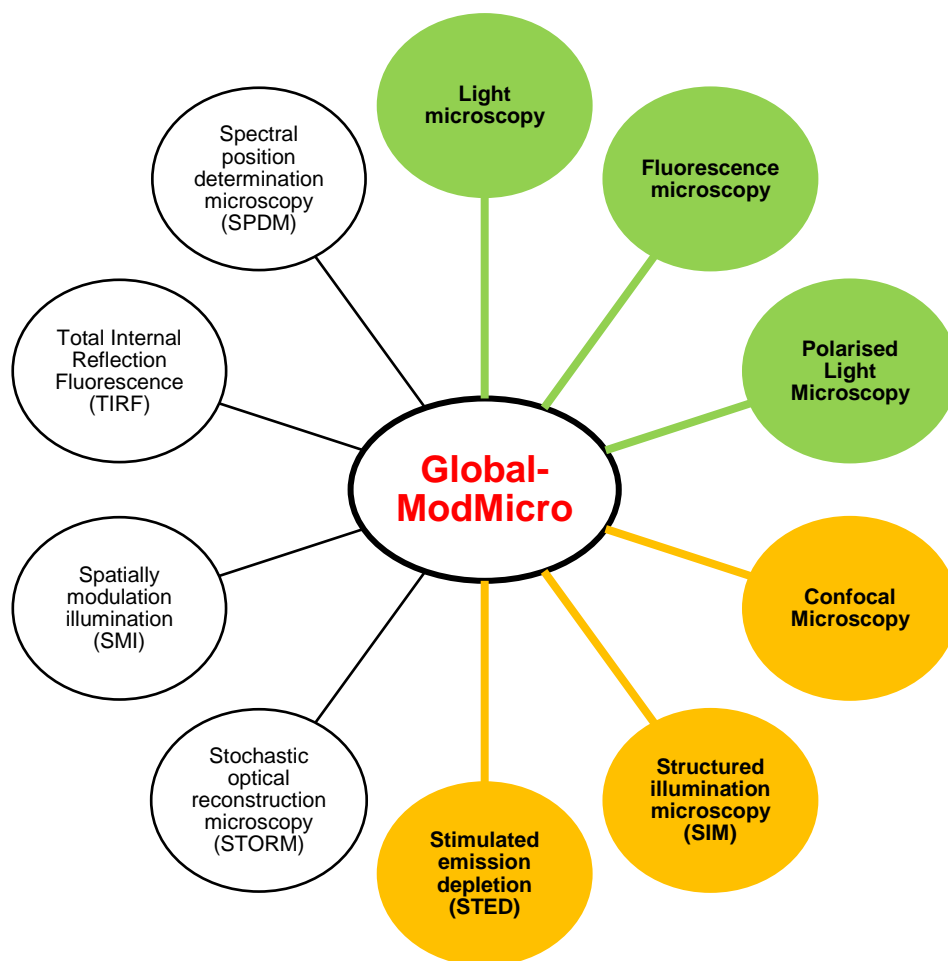 Light
microscopy
Fluorescence
microscopy
Polarised
Light
Microscopy
Confocal
Microscopy
Structured
illumination
microscopy
(SIM)
Stimulated
emission
depletion
(STED)
Stochastic
optical
reconstruction
microscopy
(STORM)
Spatially
modulation
illumination
(SMI)
Total Internal
Reflection
Fluorescence
(TIRF)
Spectral
position
determination
microscopy
(SPDM)
Global-
ModMicro